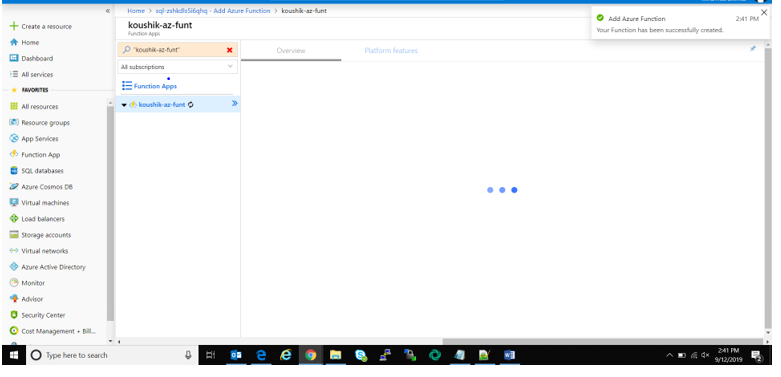 Home > sql-zshkdls5i6qhq - Add Azure Function > koushik-az-funt
koushik-az-funt
Function Apps
Add Azure Function 2:41 PM
Your Function has been successfully created.
Create a resource
Home
Dashboard
All services
FAVORITES
All resources
Resource groups
App Services
Function App
SQL databases
Azure Cosmos DB
Virtual machines
Load balancers
Storage accounts
Virtual networks
Azure Active Directory
Monitor
Advisor
Security Center
Cost Management + Bill...
"koushik-az-funt"
All subscriptions
Function Apps
koushik-az-funt
Overview Platform features
Type here to search
2:41 PM
9/12/2019